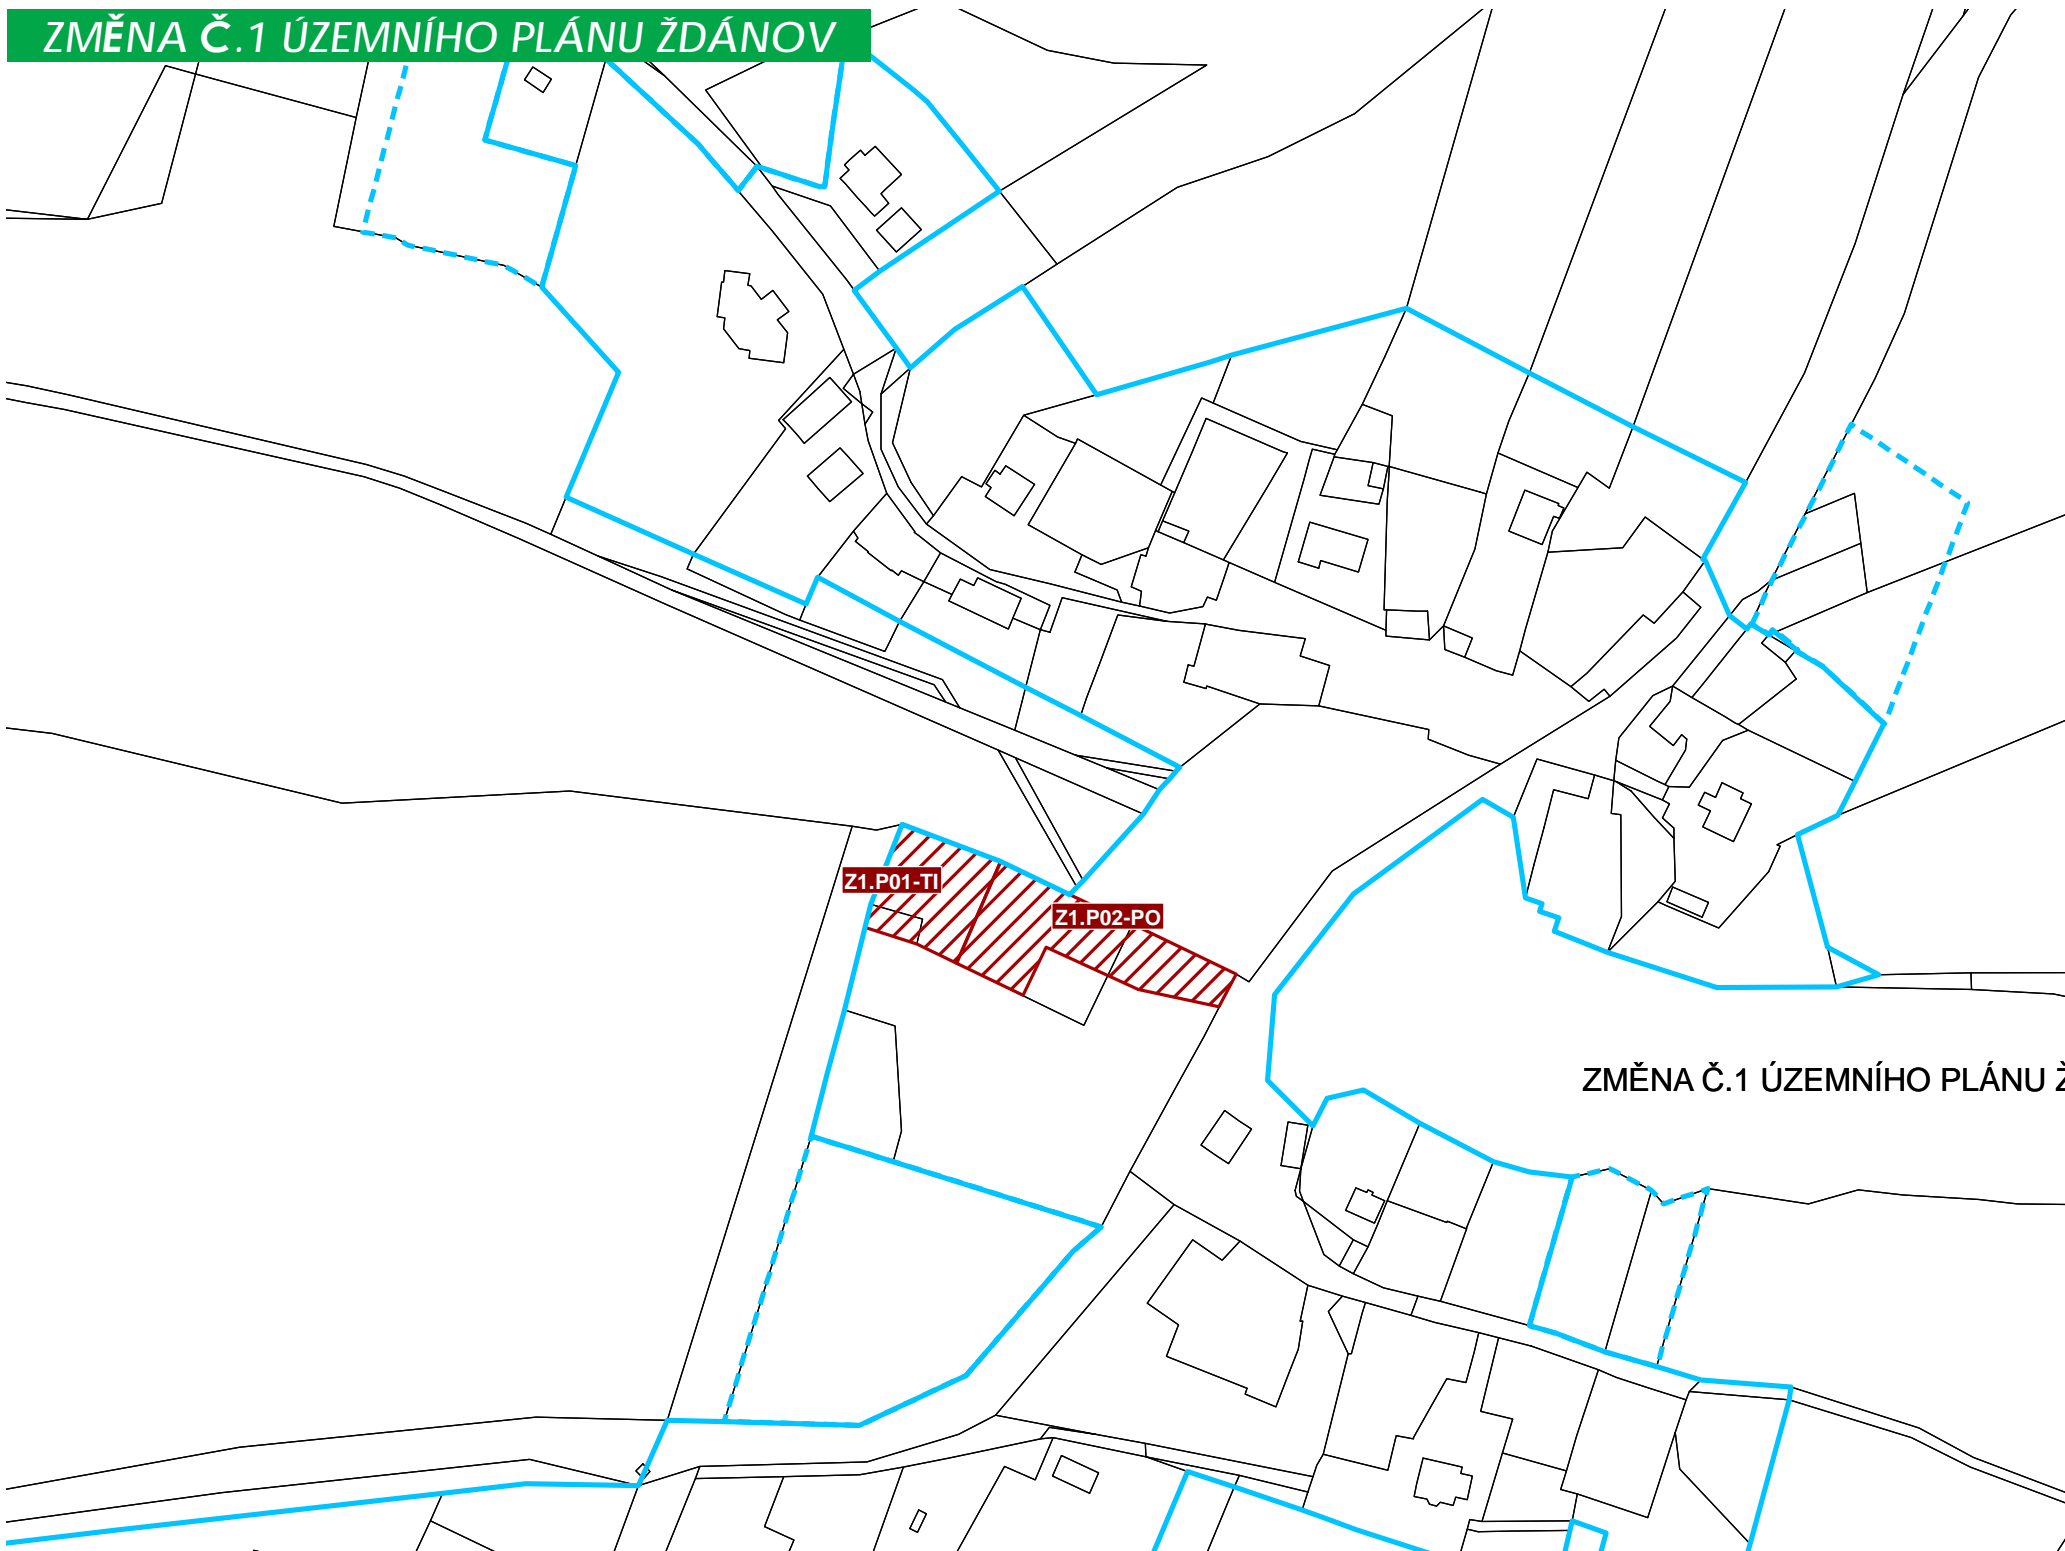 ZMĚNA Č.1 ÚZEMNÍHO PLÁNU ŽDÁNOV
Z1.P01-TI
Z1.P02-PO
ZMĚNA Č.1 ÚZEMNÍHO PLÁNU